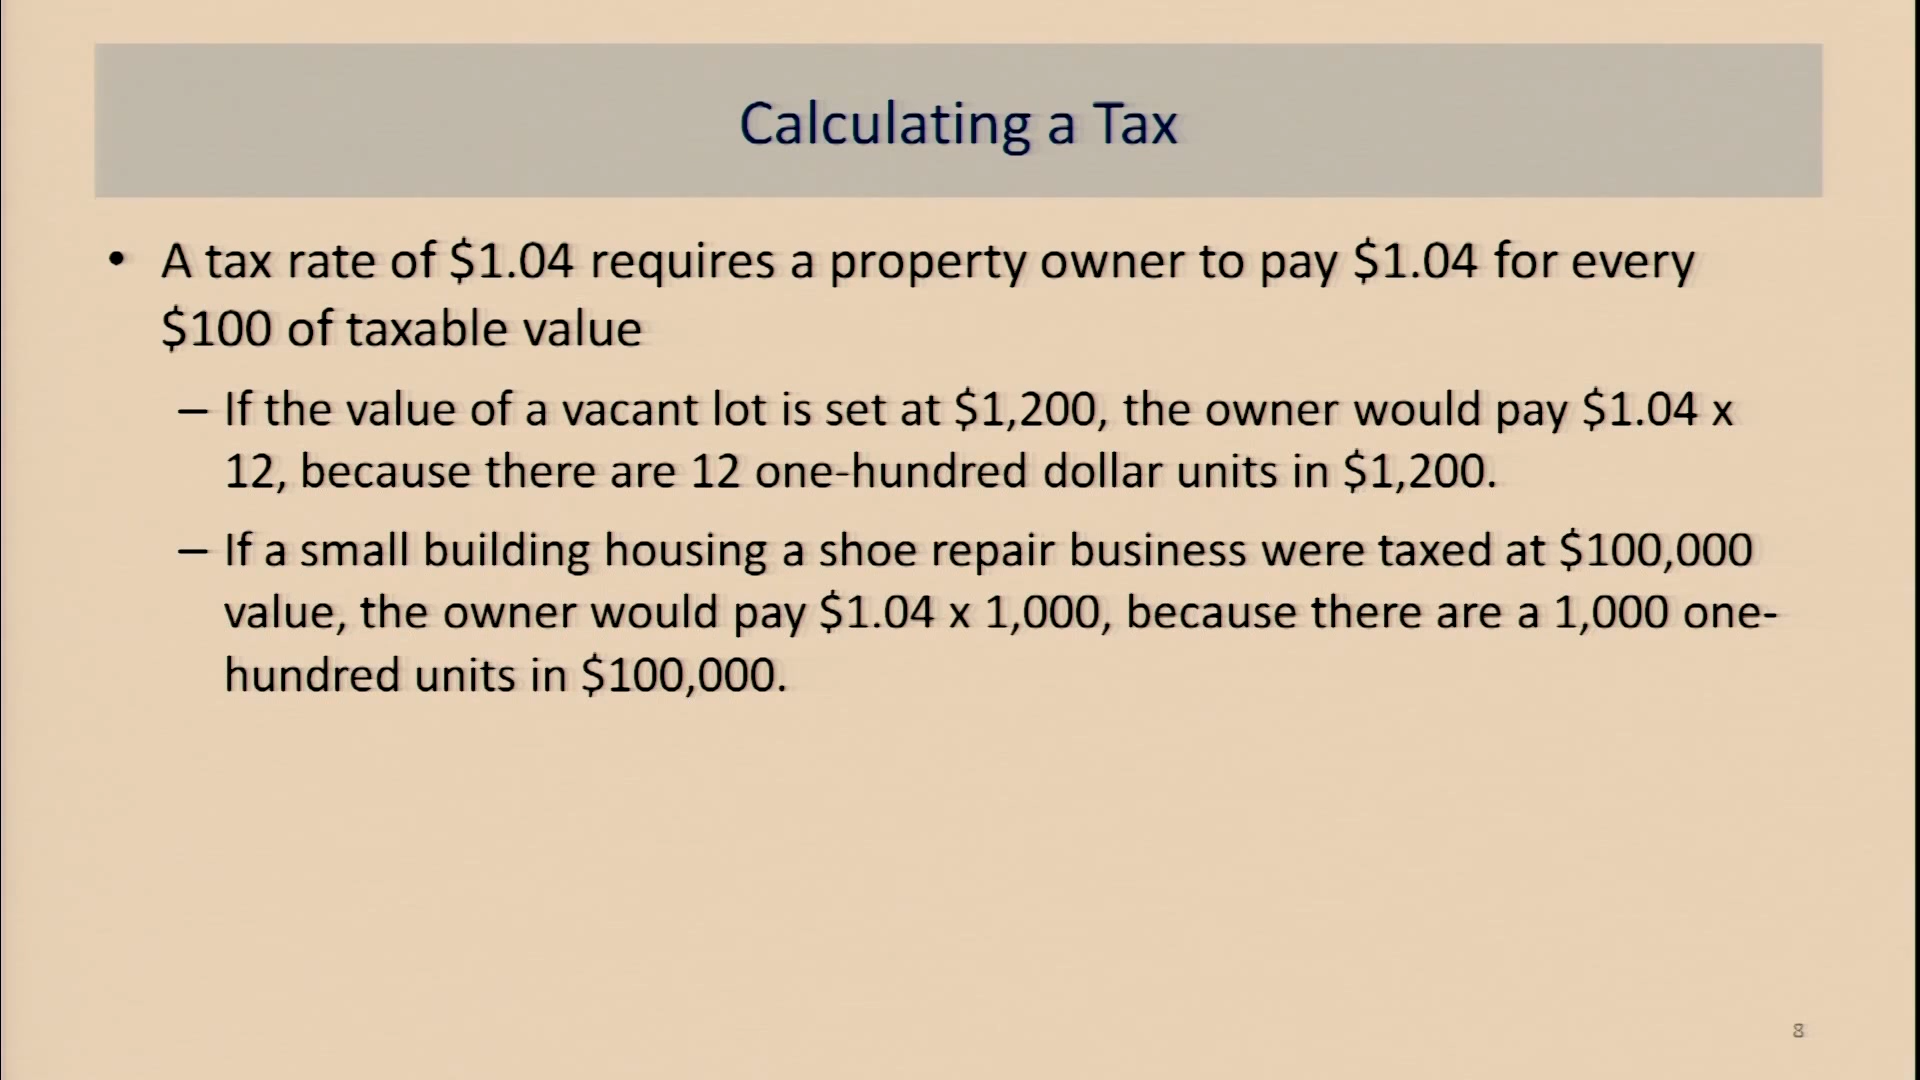 Calculating a Tax
• A tax rate of $1.04 requires a property owner to pay $1.04 for every
$100 of taxable value
– If the value of a vacant lot is set at $1,200, the owner would pay $1.04 x
12, because there are 12 one-hundred dollar units in $1,200.
– If a small building housing a shoe repair business were taxed at $100,000
value, the owner would pay $1.04 x 1,000, because there are a 1,000 one-
hundred units in $100,000.
8